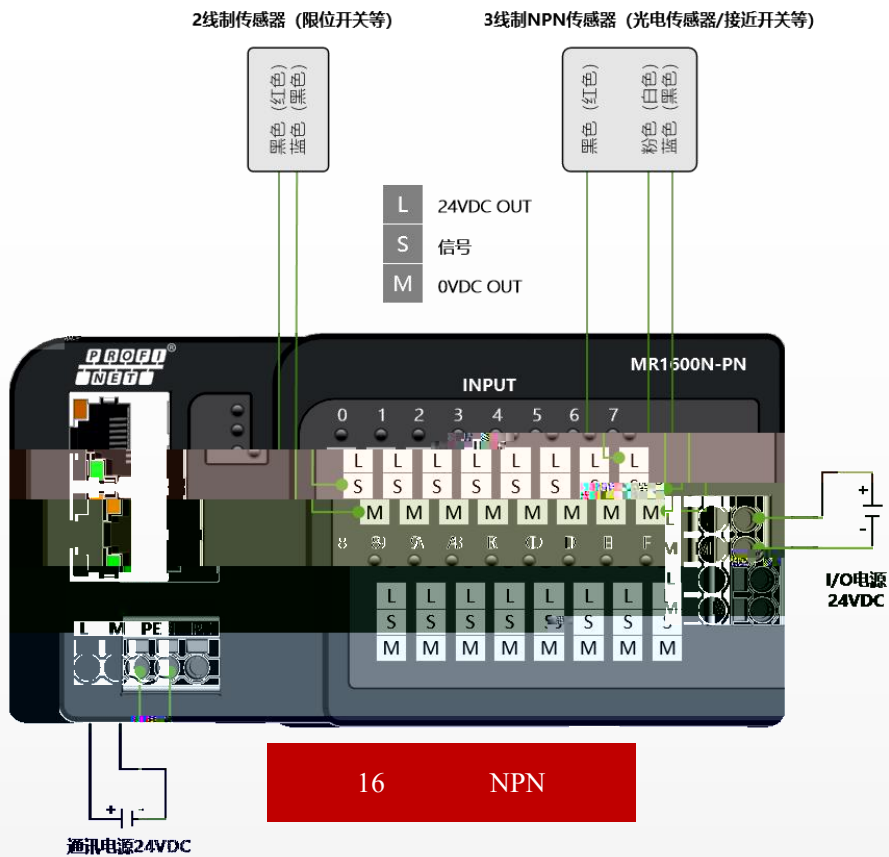 2线制传感器（限位开关等）
3线制NPN传感器（光电传感器/接近开关等）
黑色（红色）
蓝色（黑色）
黑色（红色）
粉色（白色）
蓝色（黑色）
L 24VDC OUT
S 信号
M 0VDC OUT
PROFI®
NET
MR1600N-PN
INPUT
0 1 2 3 4 5 6 7
L L L L L L L L
S S S S S S
M M M M M M M M
L
M
L
M
L L L L L L L L
S S S S S S S S
M M M M M M M M
L M PE
+
-
I/O电源
24VDC
+ -
通讯电源24VDC
16 NPN